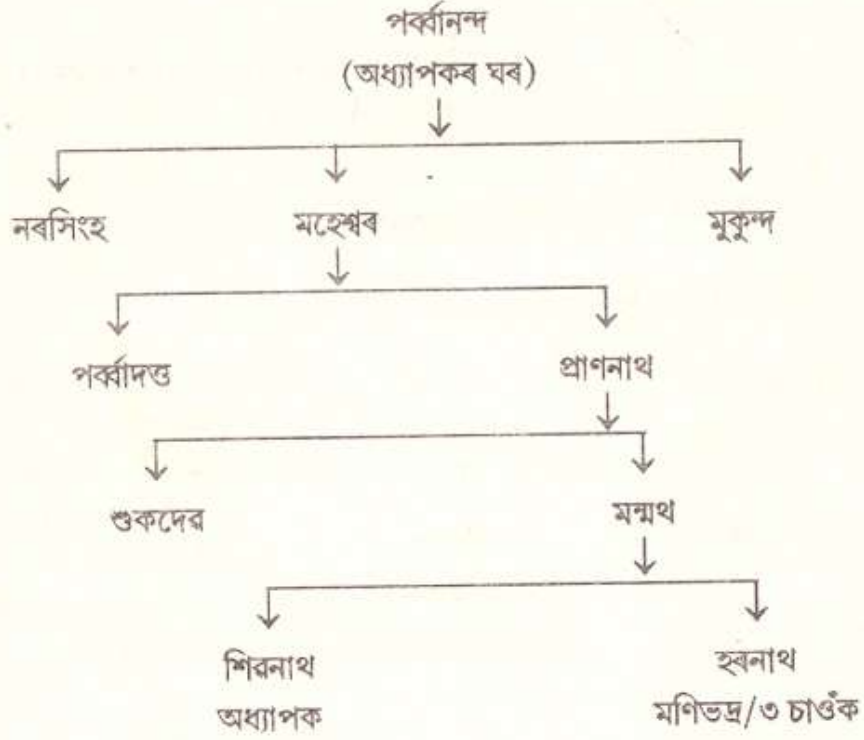 পৰ্ব্বানন্দ
(অধ্যাপকৰ ঘৰ)
নৰসিংহ মহেশ্বৰ মুকুন্দ
পৰ্ব্বাদত্ত প্ৰাণনাথ
শুকদেৱ মন্মথ
শিৱনাথ হৰনাথ
অধ্যাপক মণিভদ্ৰ/৩ চাওঁক